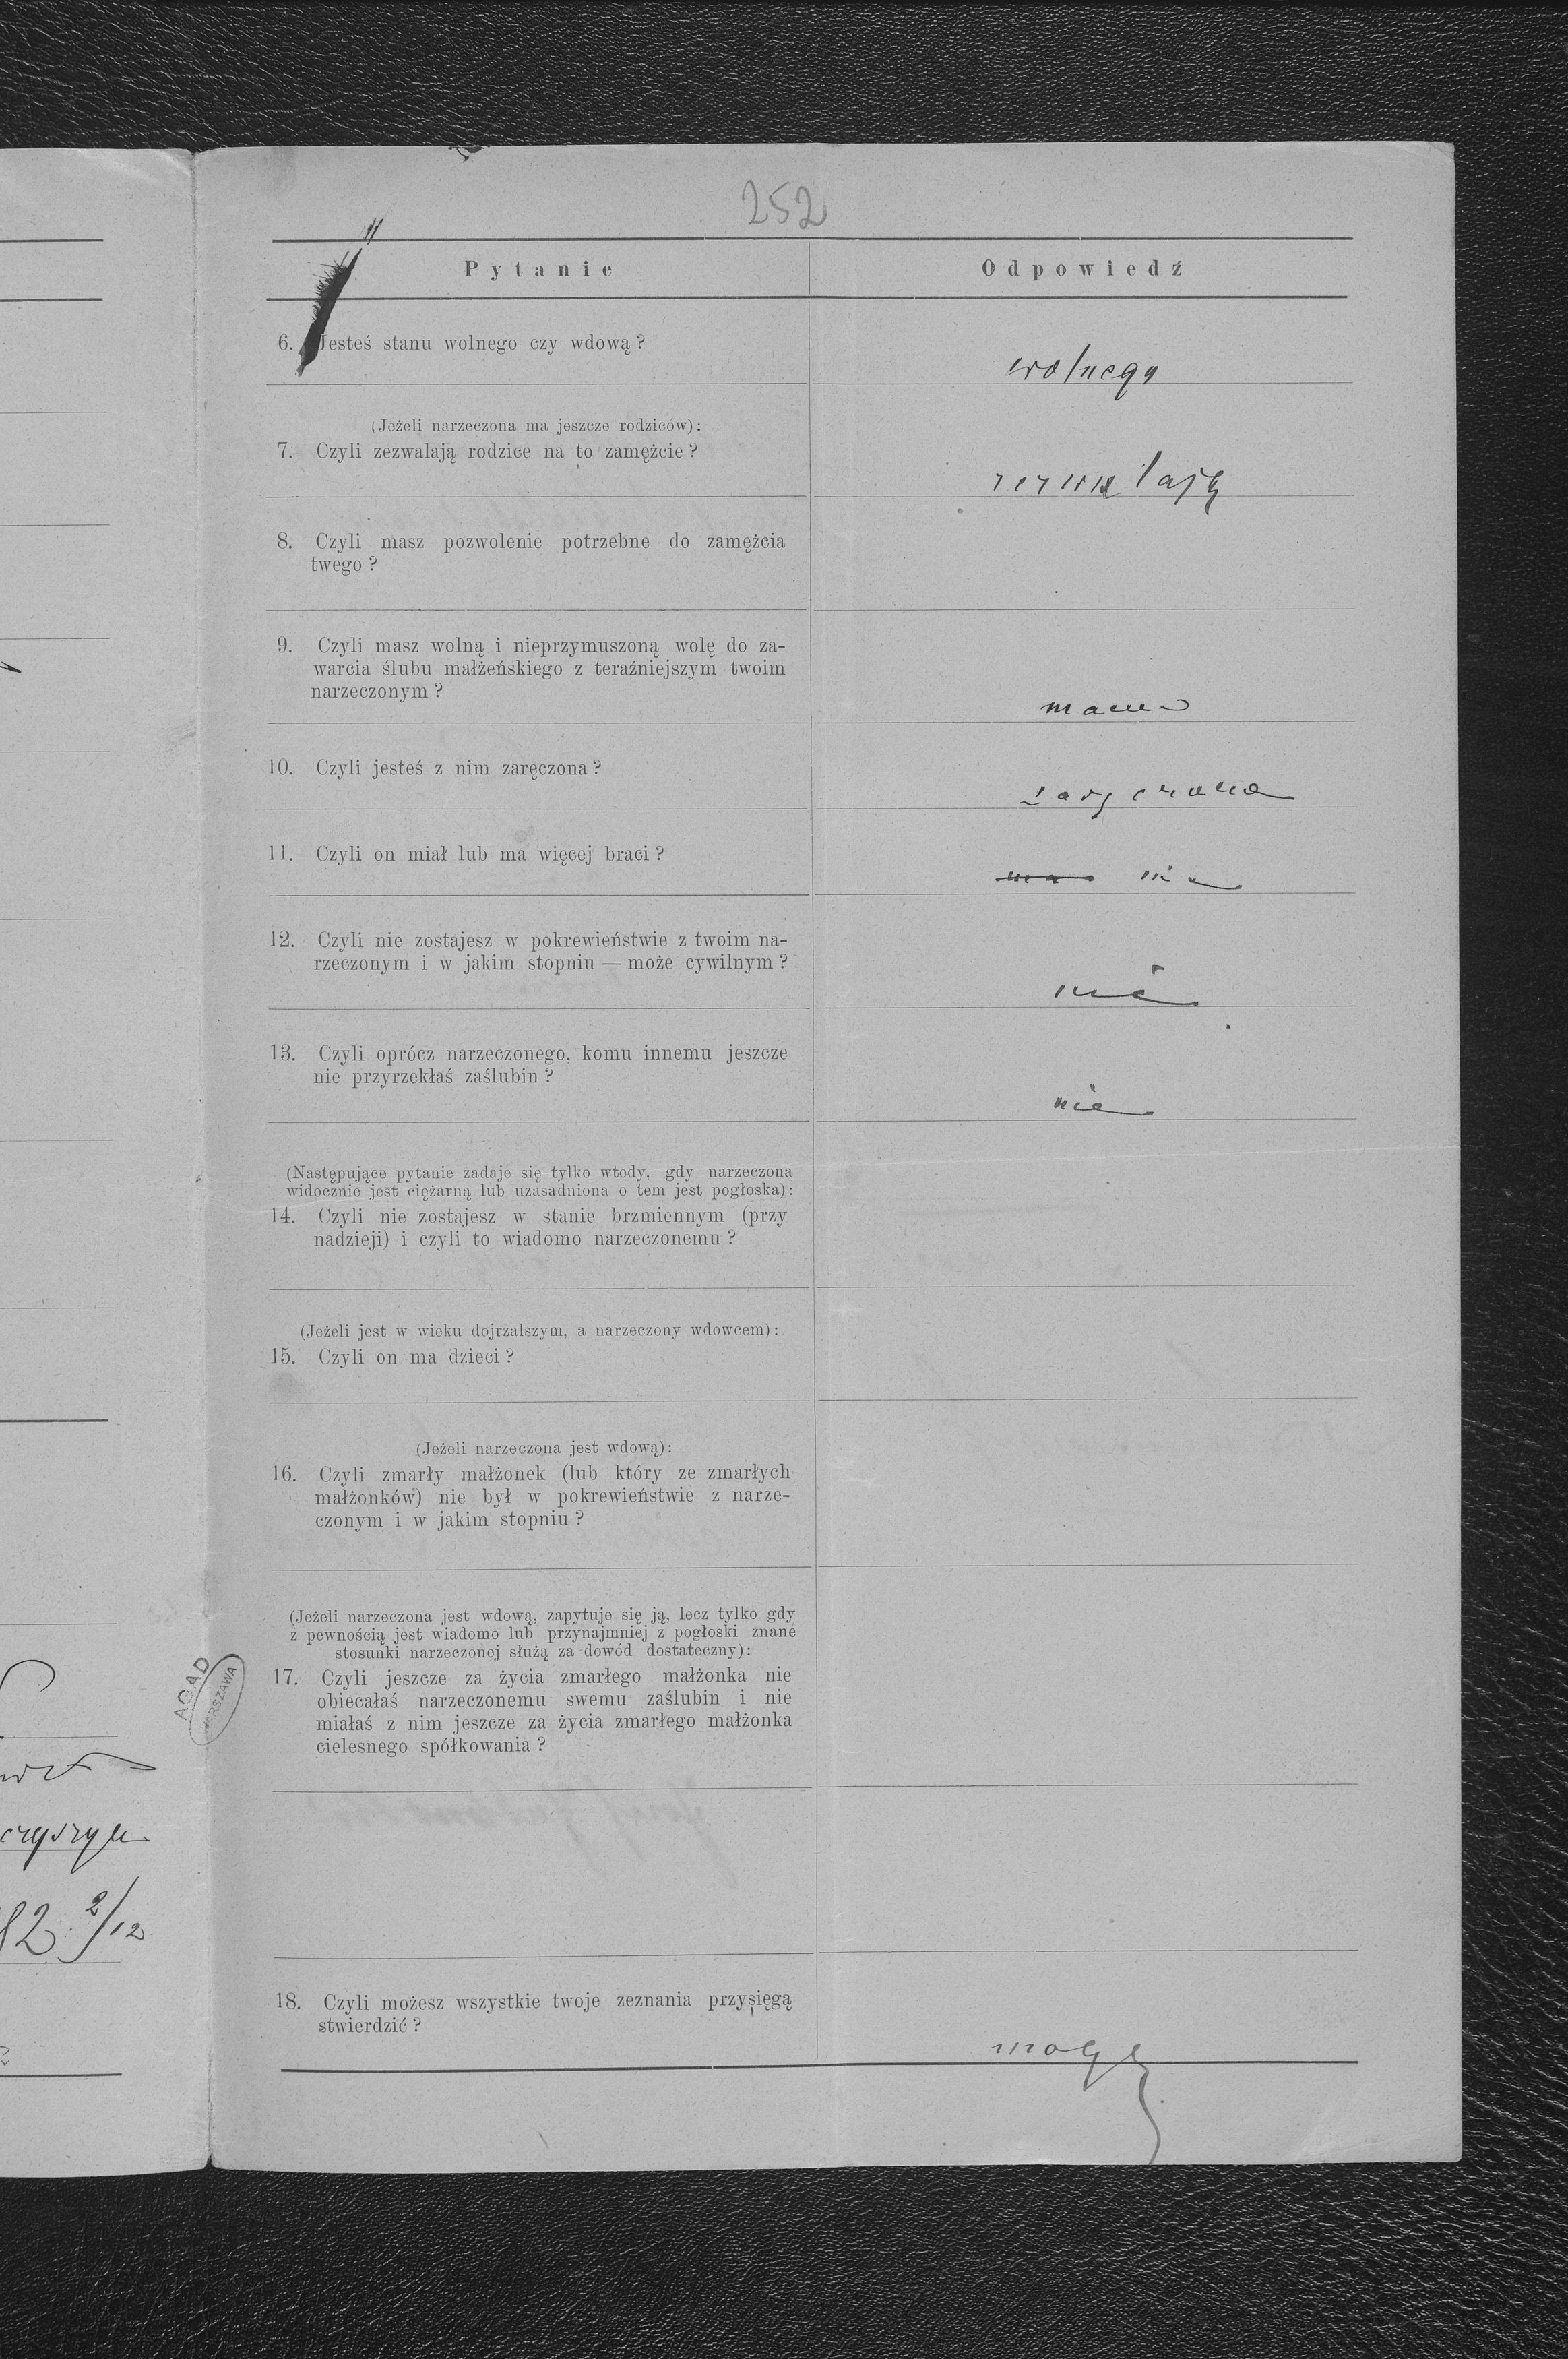 252
Pytanie
Odpowiedź
6. Jesteś stanu wolnego czy wdową?
wolnego
(Jeżeli narzeczona ma jeszcze rodziców):
7. Czyli zezwalają rodzice na to zamężcie?
zezwalają
8. Czyli masz pozwolenie potrzebne do zamężcia
twego?
9. Czyli masz wolną i nieprzymuszoną wolę do za-
warcia ślubu małżeńskiego z teraźniejszym twoim
narzeczonym?
mam
10. Czyli jesteś z nim zaręczona?
zaręczona
11. Czyli on miał lub ma więcej braci?
ma nie
12. Czyli nie zostajesz w pokrewieństwie z twoim na-
rzeczonym i w jakim stopniu — może cywilnym?
nie
13. Czyli oprócz narzeczonego, komu innemu jeszcze
nie przyrzekłaś zaślubin?
nie
(Następujące pytanie zadaje się tylko wtedy, gdy narzeczona
widocznie jest ciężarną lub uzasadniona o tem jest pogłoska):
14. Czyli nie zostajesz w stanie brzmiennym (przy
nadzieji) i czyli to wiadomo narzeczonemu?
(Jeżeli jest w wieku dojrzalszym, a narzeczony wdowcem):
15. Czyli on ma dzieci?
(Jeżeli narzeczona jest wdową):
16. Czyli zmarły małżonek (lub który ze zmarłych
małżonków) nie był w pokrewieństwie z narze-
czonym i w jakim stopniu?
(Jeżeli narzeczona jest wdową, zapytuje się ją, lecz tylko gdy
z pewnością jest wiadomo lub przynajmniej z pogłoski znane
stosunki narzeczonej służą za dowód dostateczny):
17. Czyli jeszcze za życia zmarłego małżonka nie
obiecałaś narzeczonemu swemu zaślubin i nie
miałaś z nim jeszcze za życia zmarłego małżonka
cielesnego spółkowania?
AGAD
WARSZAWA
82 2/12
18. Czyli możesz wszystkie twoje zeznania przysięgą
stwierdzić?
mogę